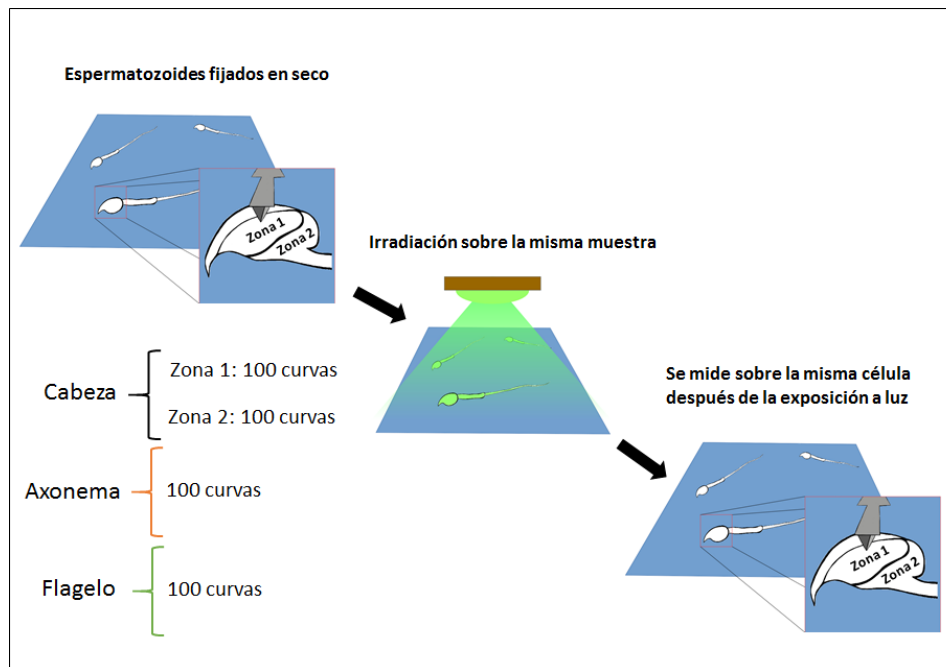 Espermatozoides fijados en seco
Zona 1
Zona 2
Irradiación sobre la misma muestra
Cabeza
Zona 1: 100 curvas
Zona 2: 100 curvas
Axonema
100 curvas
Flagelo
100 curvas
Se mide sobre la misma célula
después de la exposición a luz
Zona 1
Zona 2